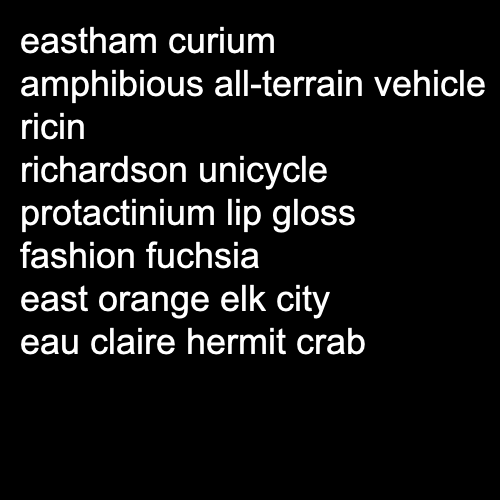 eastham curium
amphibious all-terrain vehicle
ricin
richardson unicycle
protactinium lip gloss
fashion fuchsia
east orange elk city
eau claire hermit crab